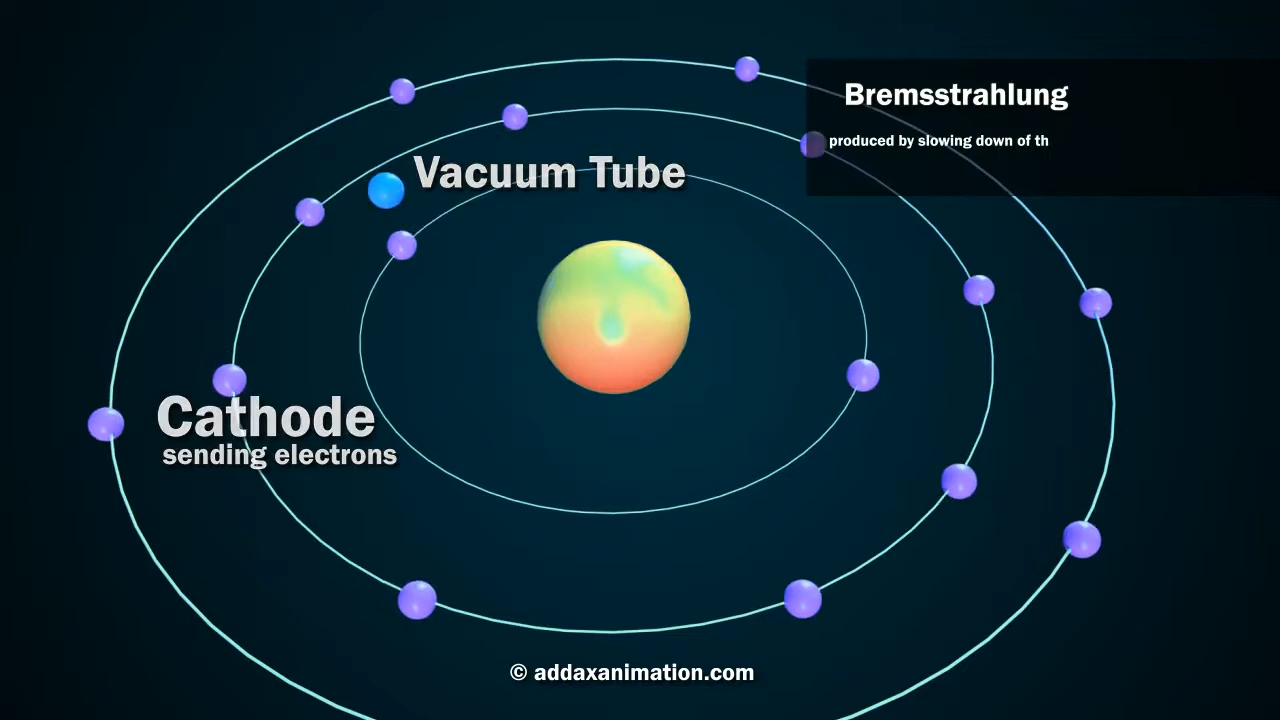 Bremsstrahlung
produced by slowing down of th
Vacuum Tube
Cathode
sending electrons
© addaxanimation.com